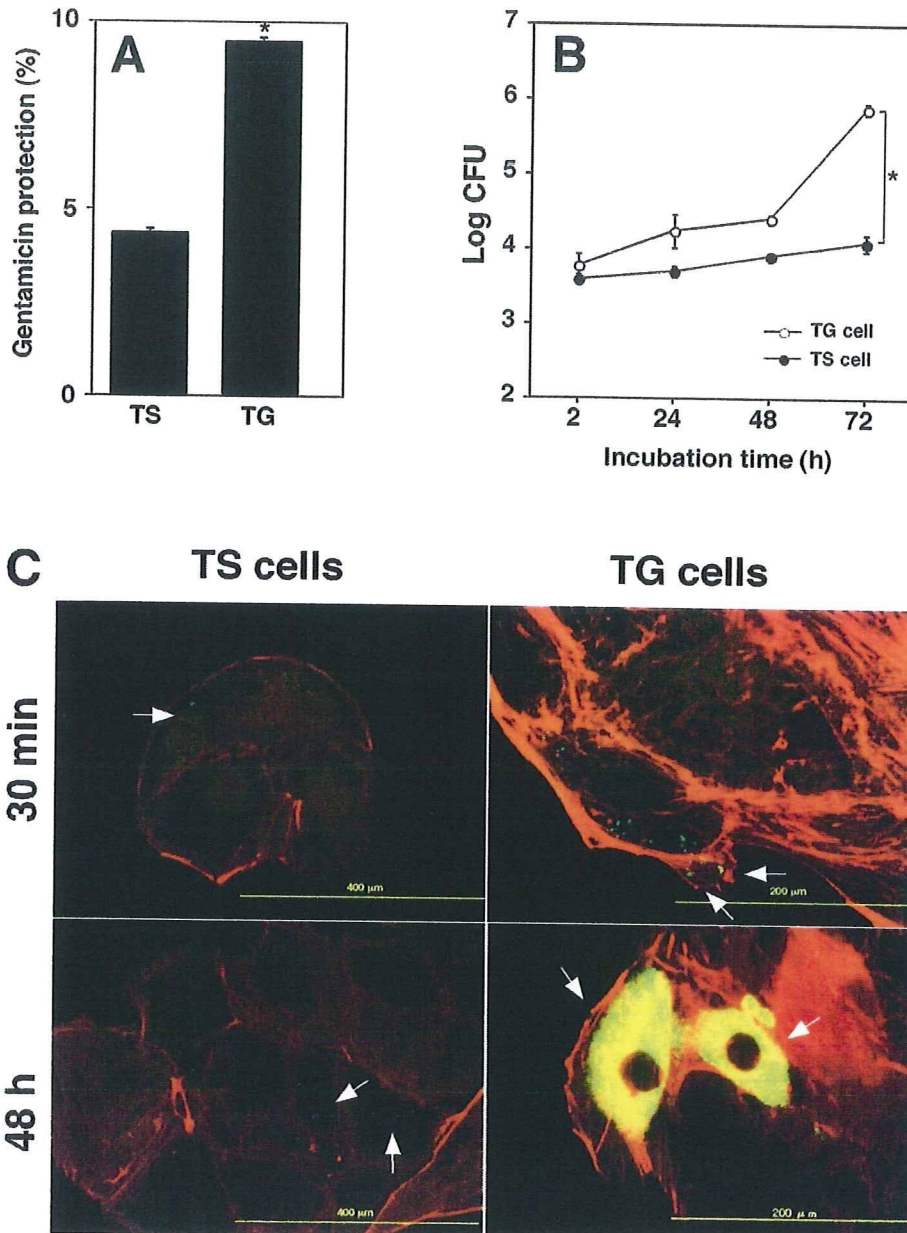 A
Gentamicin protection (%)
10
5
0
*
TS
TG
B
Log CFU
7
6
5
4
3
2
*
TG cell
TS cell
2
24
48
72
Incubation time (h)
C
TS cells
TG cells
30 min
400 µm
200 µm
48 h
400 µm
200 µm